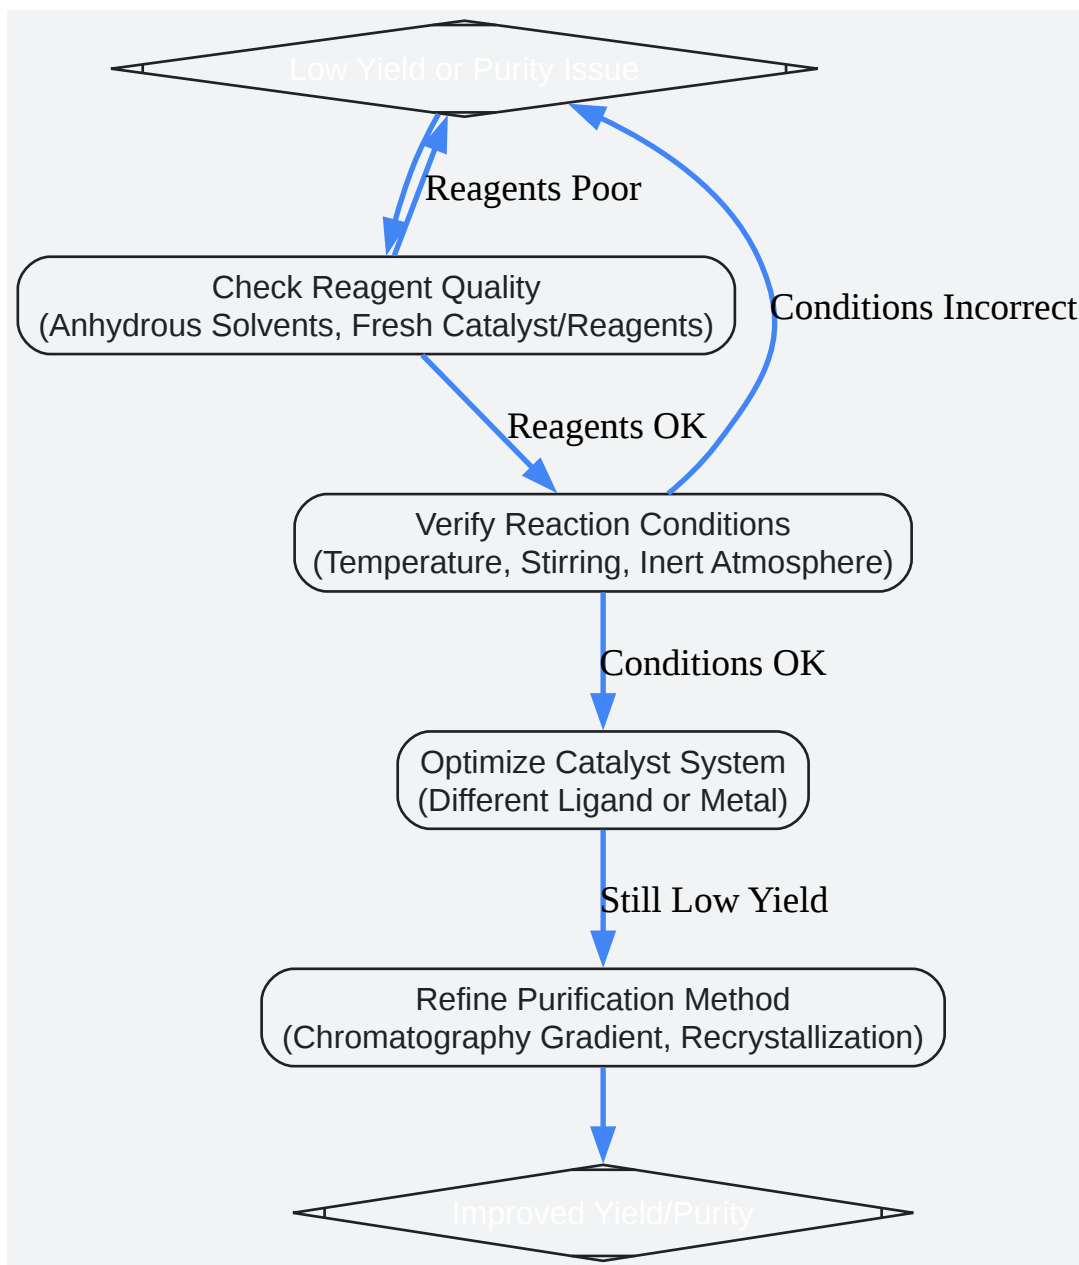 Low Yield or Purity Issue
Reagents Poor
Check Reagent Quality
(Anhydrous Solvents, Fresh Catalyst/Reagents)
Conditions Incorrect
Reagents OK
Verify Reaction Conditions
(Temperature, Stirring, Inert Atmosphere)
Conditions OK
Optimize Catalyst System
(Different Ligand or Metal)
Still Low Yield
Refine Purification Method
(Chromatography Gradient, Recrystallization)
Improved Yield/Purity